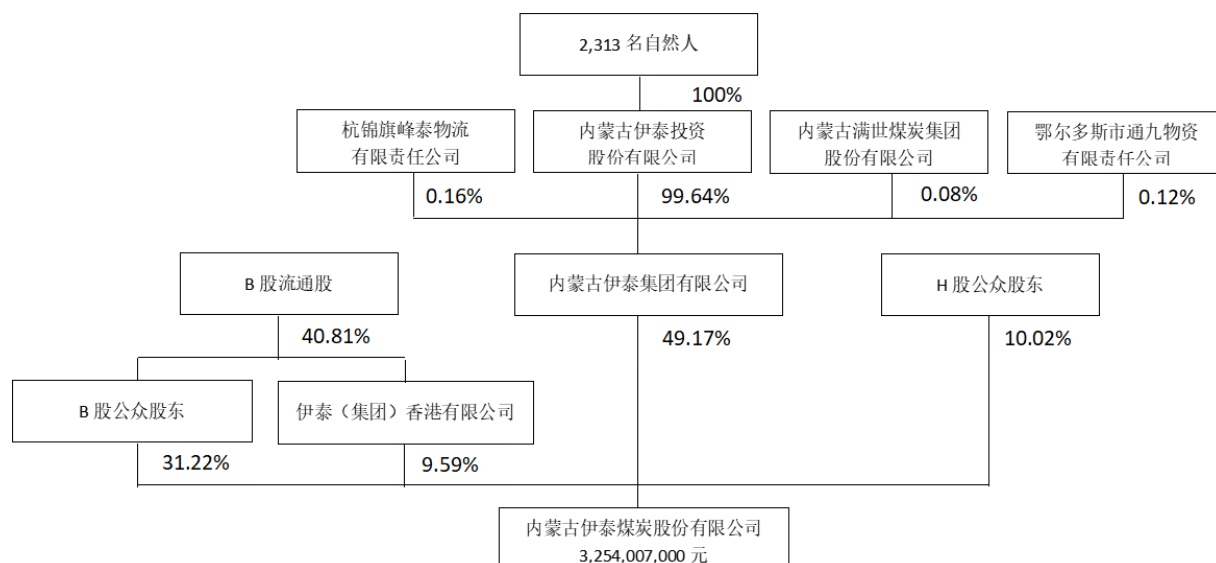 2,313 名自然人
100%
杭锦旗峰泰物流
有限责任公司
内蒙古伊泰投资
股份有限公司
内蒙古满世煤炭集团
股份有限公司
鄂尔多斯市通九物资
有限责任公司
0.16%
99.64%
0.08%
0.12%
B 股流通股
内蒙古伊泰集团有限公司
H 股公众股东
40.81%
49.17%
10.02%
B 股公众股东
伊泰（集团）香港有限公司
31.22%
9.59%
内蒙古伊泰煤炭股份有限公司
3,254,007,000 元